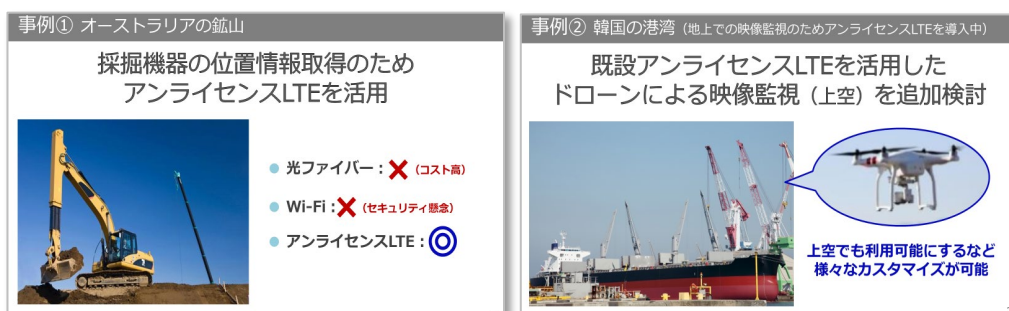 事例① オーストラリアの鉱山
採掘機器の位置情報取得のため
アンライセンスLTEを活用
光ファイバー：✕（コスト高）
Wi-Fi：✕（セキュリティ懸念）
アンライセンスLTE：◎
事例② 韓国の港湾（地上での映像監視のためアンライセンスLTEを導入中）
既設アンライセンスLTEを活用した
ドローンによる映像監視（上空）を追加検討
上空でも利用可能にするなど
様々なカスタマイズが可能